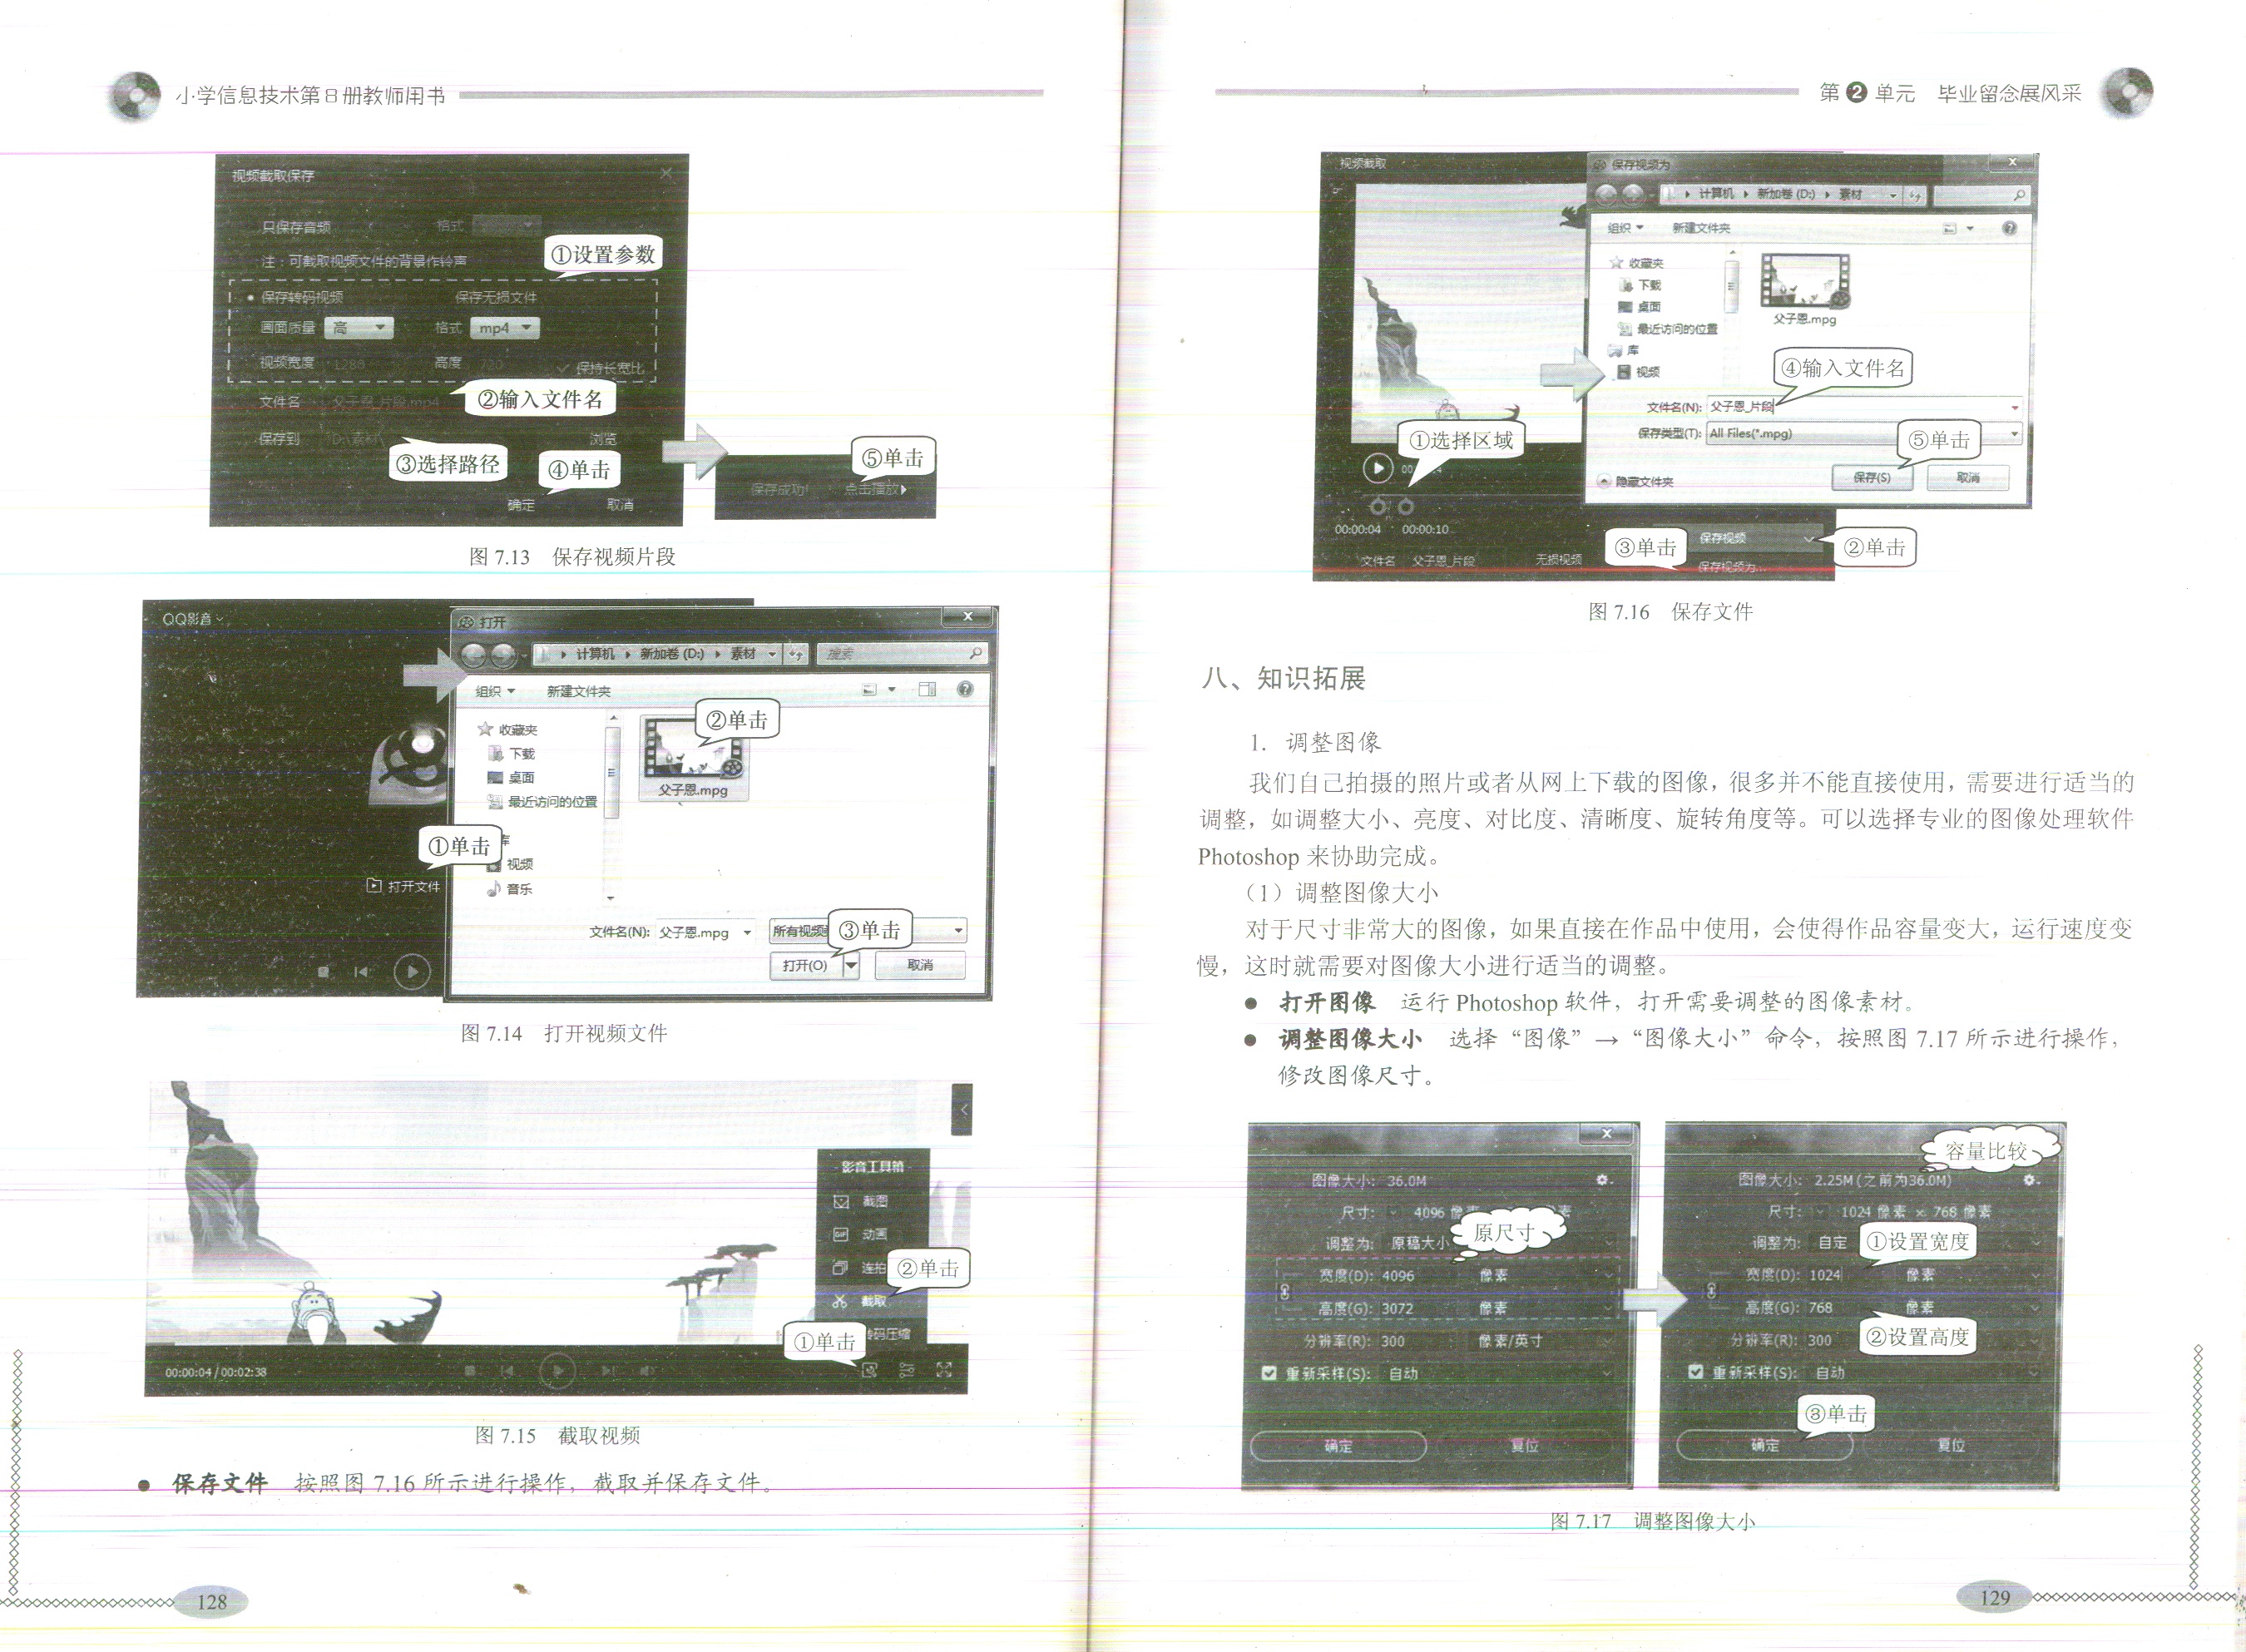 小学信息技术第8册教师用书
视频截取保存
只保存音频 格式
①设置参数
注：可截取视频文件的背景作铃声
保存转码视频 保存无损文件
画面质量 高 格式 mp4
视频宽度 1280 高度 720 保持长宽比
②输入文件名
文件名 父子恩_片段.mp4
保存到 D:\素材\ 浏览
③选择路径 ④单击
确定 取消
⑤单击
保存成功! 点击播放
图 7.13 保存视频片段
QQ影音
打开
计算机 新加卷 (D:) 素材 搜索
组织 新建文件夹
②单击
收藏夹
下载
桌面
最近访问的位置
父子恩.mpg
①单击
库
视频
音乐
打开文件
文件名(N): 父子恩.mpg 所有视频
③单击
打开(O) 取消
图 7.14 打开视频文件
影音工具箱
截图
GIF 动画
连拍
②单击
截取
转码压缩
①单击
00:00:04 / 00:02:38
图 7.15 截取视频
● 保存文件 按照图 7.16 所示进行操作，截取并保存文件。
128
第2单元 毕业留念展风采
视频截取
保存视频为
计算机 新加卷 (D:) 素材
组织 新建文件夹
收藏夹
下载
桌面
最近访问的位置
库
视频
父子恩.mpg
④输入文件名
文件名(N): 父子恩_片段
保存类型(T): All Files(*.mpg)
①选择区域
⑤单击
隐藏文件夹 保存(S) 取消
00:00:04 00:00:10
③单击 保存视频 ②单击
文件名 父子恩_片段 无损视频 保存视频为...
图 7.16 保存文件
八、知识拓展
1. 调整图像
我们自己拍摄的照片或者从网上下载的图像，很多并不能直接使用，需要进行适当的
调整，如调整大小、亮度、对比度、清晰度、旋转角度等。可以选择专业的图像处理软件
Photoshop 来协助完成。
（1）调整图像大小
对于尺寸非常大的图像，如果直接在作品中使用，会使得作品容量变大，运行速度变
慢，这时就需要对图像大小进行适当的调整。
● 打开图像 运行 Photoshop 软件，打开需要调整的图像素材。
● 调整图像大小 选择“图像”→“图像大小”命令，按照图 7.17 所示进行操作，
修改图像尺寸。
图像大小: 36.0M
尺寸: 4096 像
原尺寸
调整为: 原稿大小
宽度(D): 4096 像素
高度(G): 3072 像素
分辨率(R): 300 像素/英寸
重新采样(S): 自动
确定 复位
容量比较
图像大小: 2.25M(之前为36.0M)
尺寸: 1024 像素 × 768 像素
调整为: 自定 ①设置宽度
宽度(D): 1024 像素
高度(G): 768 像素
分辨率(R): 300 ②设置高度
重新采样(S): 自动
③单击
确定 复位
图 7.17 调整图像大小
129